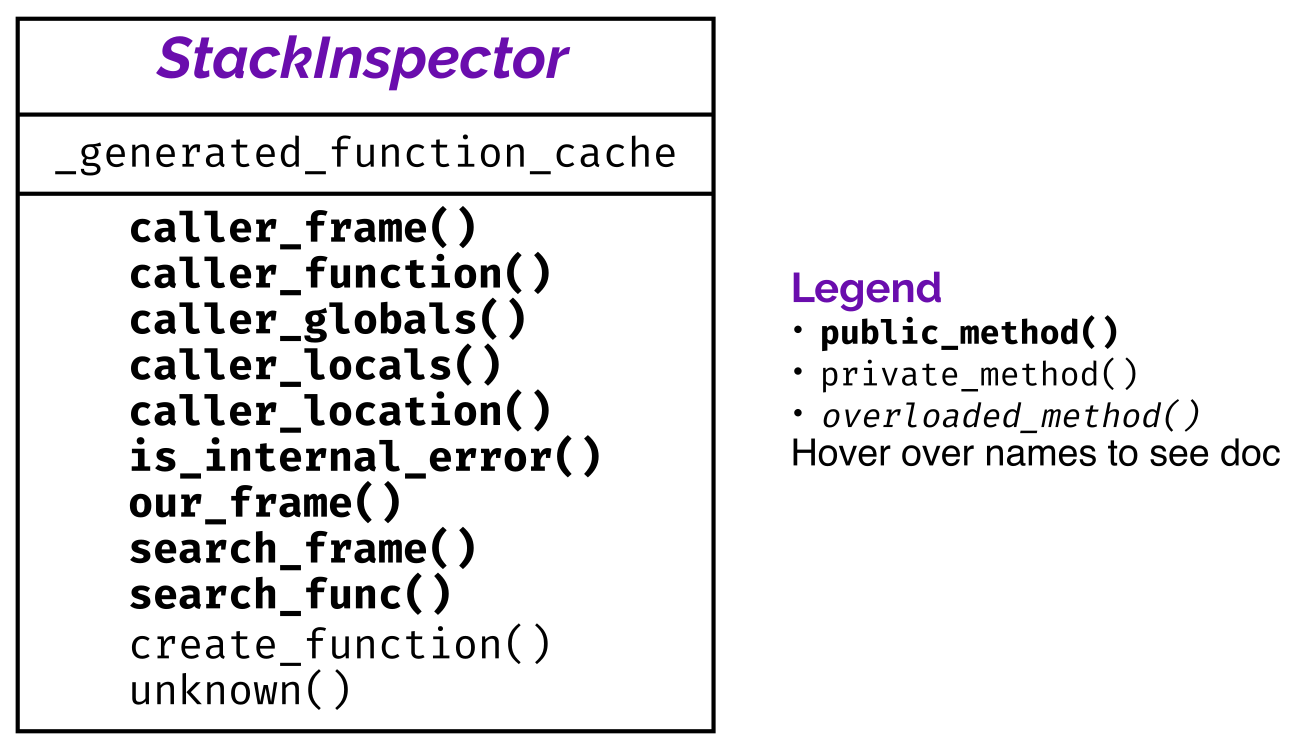 StackInspector
_generated_function_cache
caller_frame()
caller_function()
caller_globals()
caller_locals()
caller_location()
is_internal_error()
our_frame()
search_frame()
search_func()
create_function()
unknown()
Legend
• public_method()
• private_method()
• overloaded_method()
Hover over names to see doc